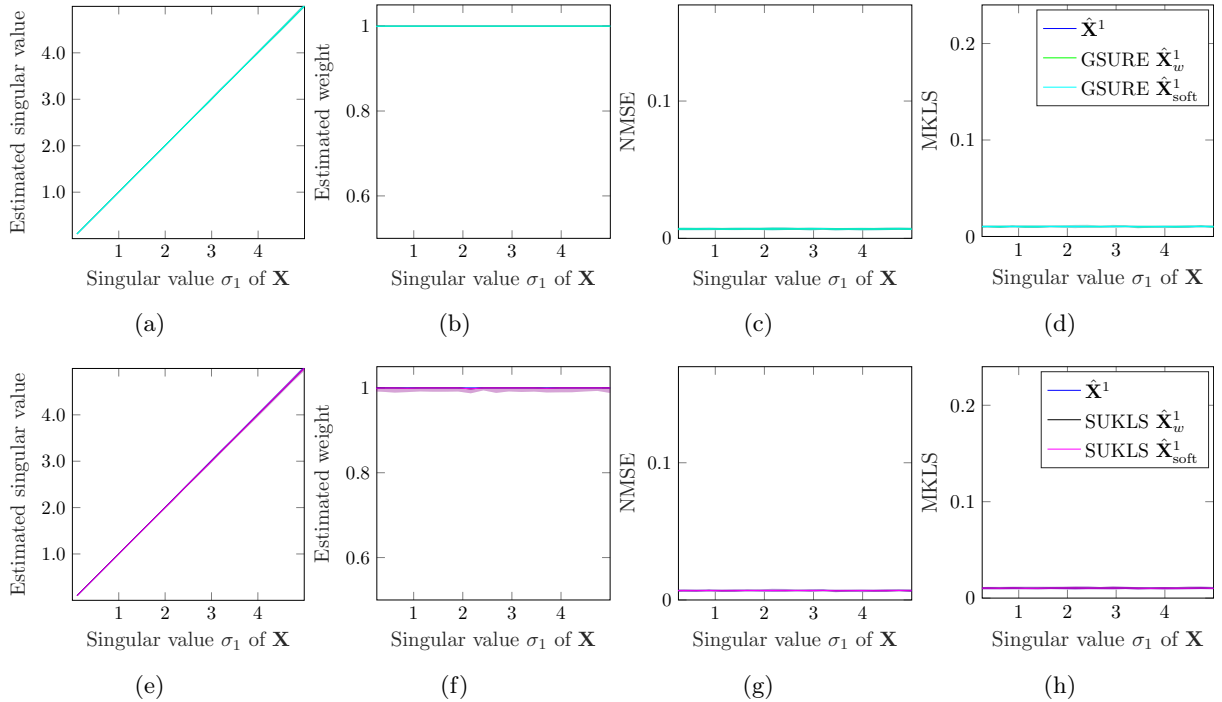 Estimated singular value
4.0
3.0
2.0
1.0
1 2 3 4
Singular value σ₁ of X
(a)
Estimated weight
1
0.8
0.6
1 2 3 4
Singular value σ₁ of X
(b)
NMSE
0.1
0
1 2 3 4
Singular value σ₁ of X
(c)
MKLS
0.2
0.1
0
1 2 3 4
Singular value σ₁ of X
(d)
X̂¹
GSURE X̂¹_w
GSURE X̂¹_soft
Estimated singular value
4.0
3.0
2.0
1.0
1 2 3 4
Singular value σ₁ of X
(e)
Estimated weight
1
0.8
0.6
1 2 3 4
Singular value σ₁ of X
(f)
NMSE
0.1
0
1 2 3 4
Singular value σ₁ of X
(g)
MKLS
0.2
0.1
0
1 2 3 4
Singular value σ₁ of X
(h)
X̂¹
SUKLS X̂¹_w
SUKLS X̂¹_soft